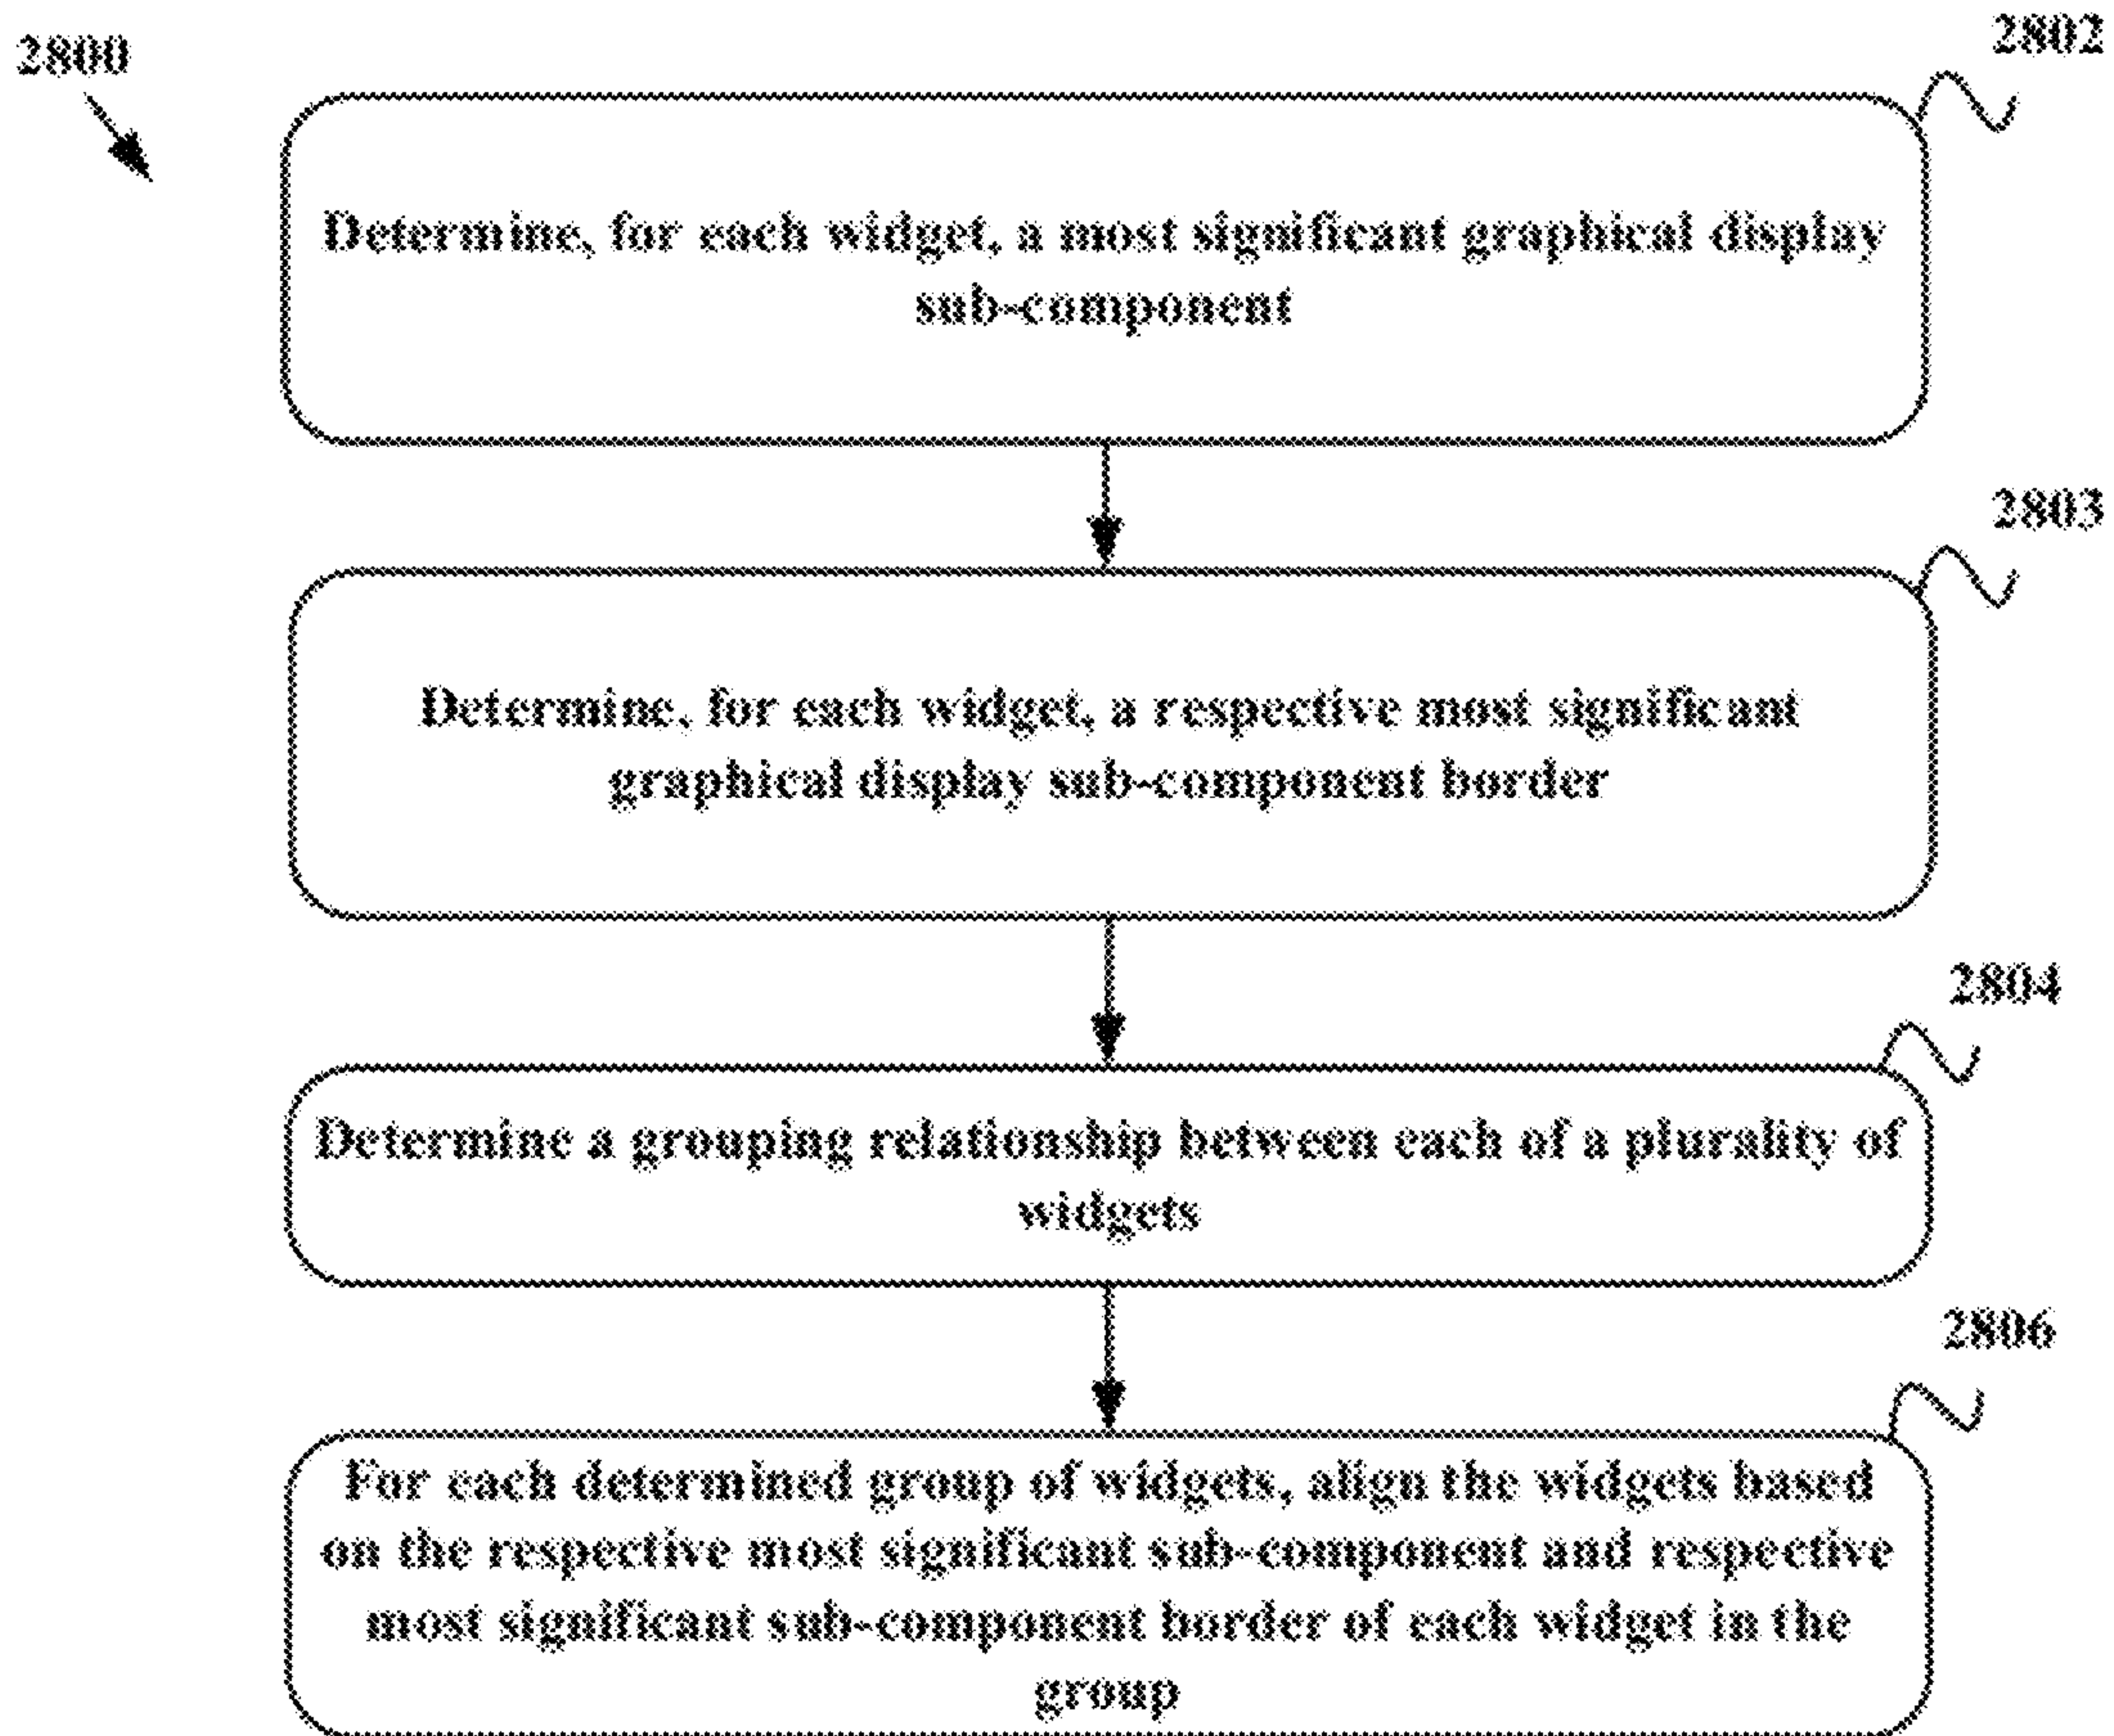 2800
2802
Determine, for each widget, a most significant graphical display
sub-component
2803
Determine, for each widget, a respective most significant
graphical display sub-component border
2804
Determine a grouping relationship between each of a plurality of
widgets
2806
For each determined group of widgets, align the widgets based
on the respective most significant sub-component and respective
most significant sub-component border of each widget in the
group